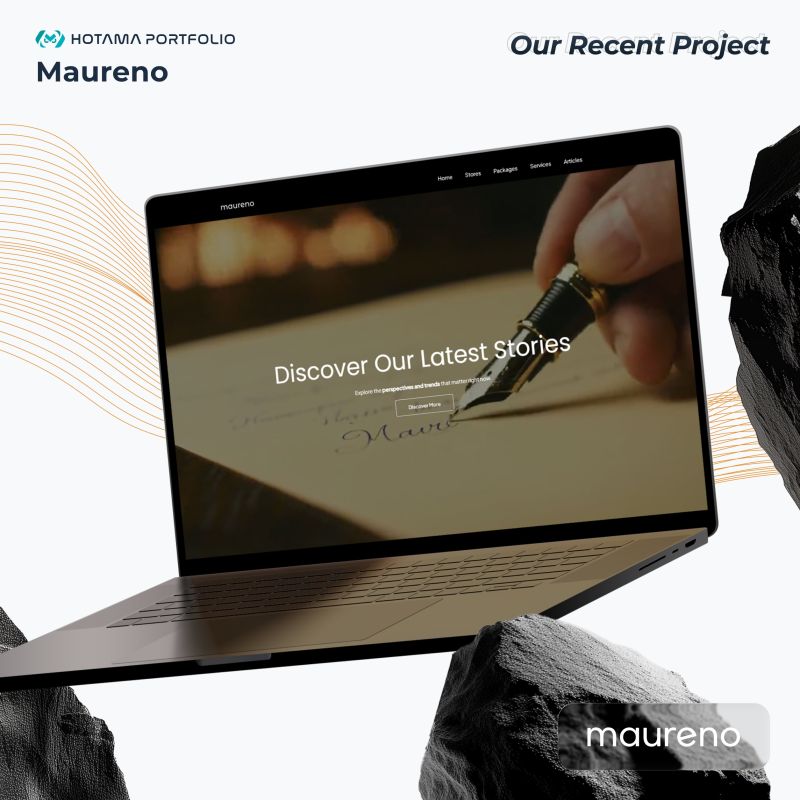 HOTAMA PORTFOLIO
Maureno
Our Recent Project
maureno
Home Stores Packages Services Articles
Discover Our Latest Stories
Explore the perspectives and trends that matter right now.
Discover More
Maure
maureno